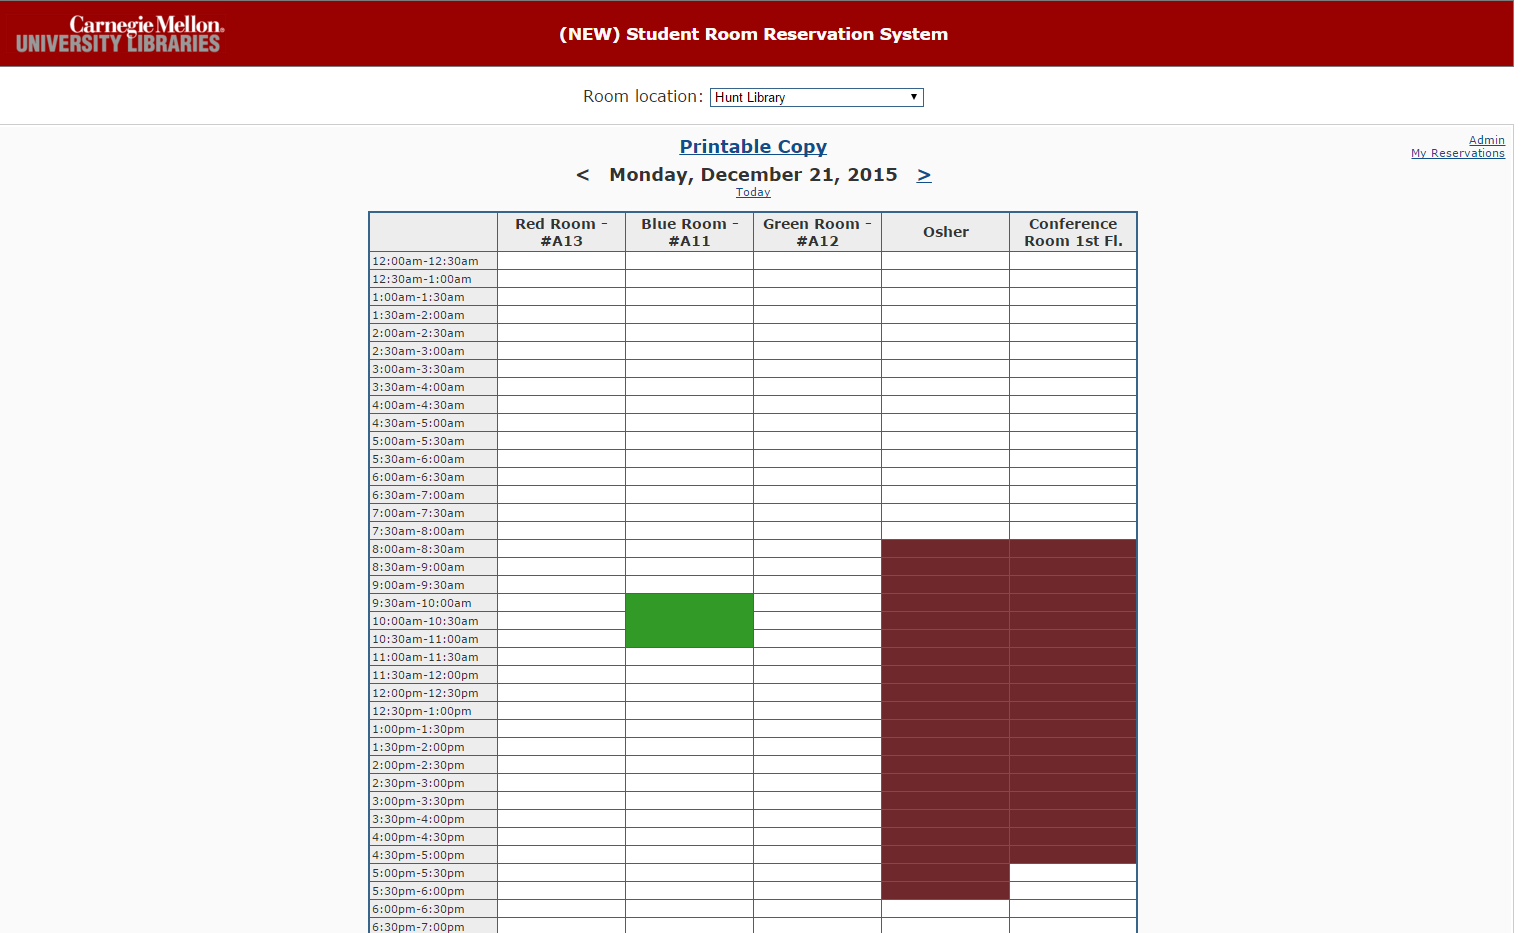 Carnegie Mellon®
UNIVERSITY LIBRARIES
(NEW) Student Room Reservation System
Room location: Hunt Library
Admin
My Reservations
Printable Copy
< Monday, December 21, 2015 >
Today
Red Room - #A13
Blue Room - #A11
Green Room - #A12
Osher
Conference Room 1st Fl.
12:00am-12:30am
12:30am-1:00am
1:00am-1:30am
1:30am-2:00am
2:00am-2:30am
2:30am-3:00am
3:00am-3:30am
3:30am-4:00am
4:00am-4:30am
4:30am-5:00am
5:00am-5:30am
5:30am-6:00am
6:00am-6:30am
6:30am-7:00am
7:00am-7:30am
7:30am-8:00am
8:00am-8:30am
8:30am-9:00am
9:00am-9:30am
9:30am-10:00am
10:00am-10:30am
10:30am-11:00am
11:00am-11:30am
11:30am-12:00pm
12:00pm-12:30pm
12:30pm-1:00pm
1:00pm-1:30pm
1:30pm-2:00pm
2:00pm-2:30pm
2:30pm-3:00pm
3:00pm-3:30pm
3:30pm-4:00pm
4:00pm-4:30pm
4:30pm-5:00pm
5:00pm-5:30pm
5:30pm-6:00pm
6:00pm-6:30pm
6:30pm-7:00pm